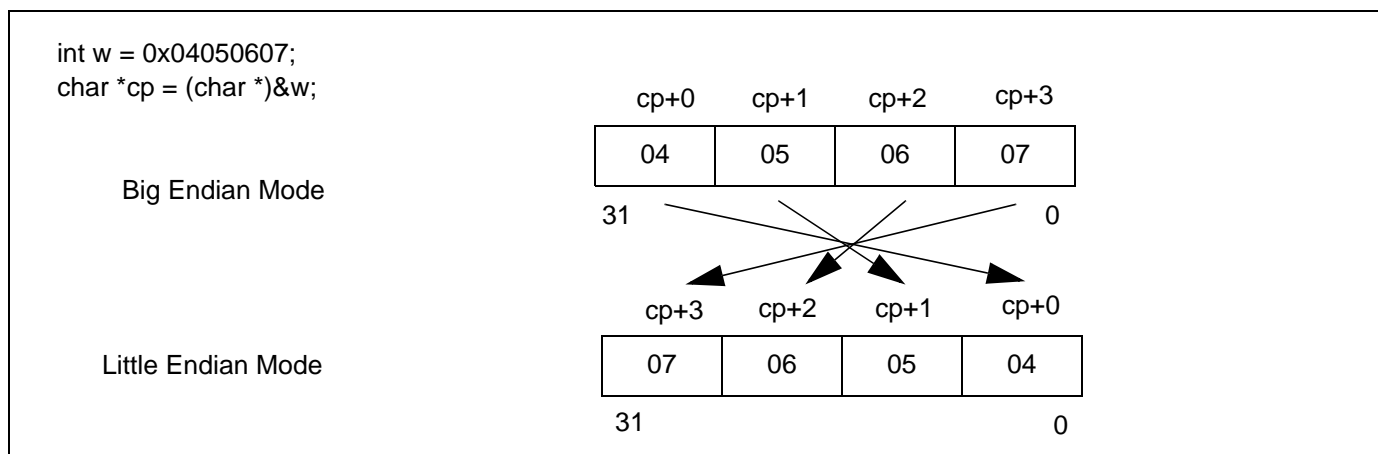 int w = 0x04050607;
char *cp = (char *)&w;
cp+0 cp+1 cp+2 cp+3
04 05 06 07
Big Endian Mode
31 0
cp+3 cp+2 cp+1 cp+0
Little Endian Mode
07 06 05 04
31 0